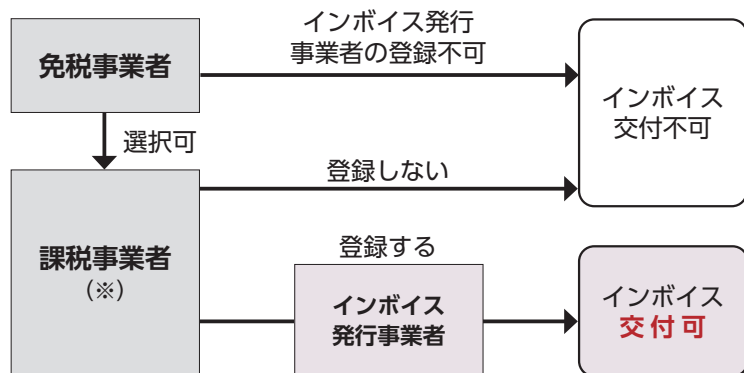 インボイス発行
事業者の登録不可
免税事業者
インボイス
交付不可
選択可
登録しない
課税事業者
（※）
登録する
インボイス
発行事業者
インボイス
交付可